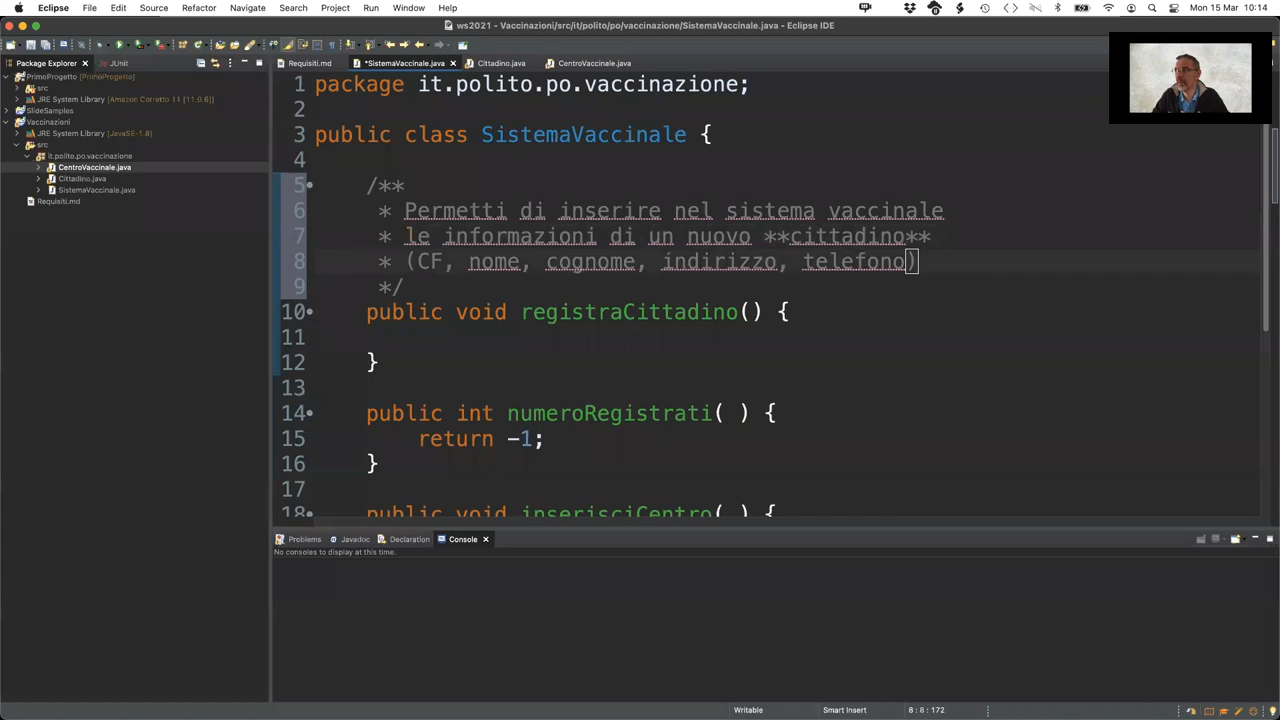 Eclipse File Edit Source Refactor Navigate Search Project Run Window Help Mon 15 Mar 10:14
ws2021 - Vaccinazioni/src/it/polito/po/vaccinazione/SistemaVaccinale.java - Eclipse IDE
Package Explorer JUnit
PrimoProgetto [PrimoProgetto]
src
JRE System Library [Amazon Corretto 11 [11.0.6]]
SlideSamples
Vaccinazioni
JRE System Library [JavaSE-1.8]
src
it.polito.po.vaccinazione
CentroVaccinale.java
Cittadino.java
SistemaVaccinale.java
Requisiti.md
Requisiti.md *SistemaVaccinale.java Cittadino.java CentroVaccinale.java
1 package it.polito.po.vaccinazione;
2
3 public class SistemaVaccinale {
4
5 /**
6 * Permetti di inserire nel sistema vaccinale
7 * le informazioni di un nuovo **cittadino**
8 * (CF, nome, cognome, indirizzo, telefono)
9 */
10 public void registraCittadino() {
11
12 }
13
14 public int numeroRegistrati( ) {
15 return -1;
16 }
17
18 public void inserisciCentro( ) {
Problems Javadoc Declaration Console
No consoles to display at this time.
Writable Smart Insert 8 : 8 : 172